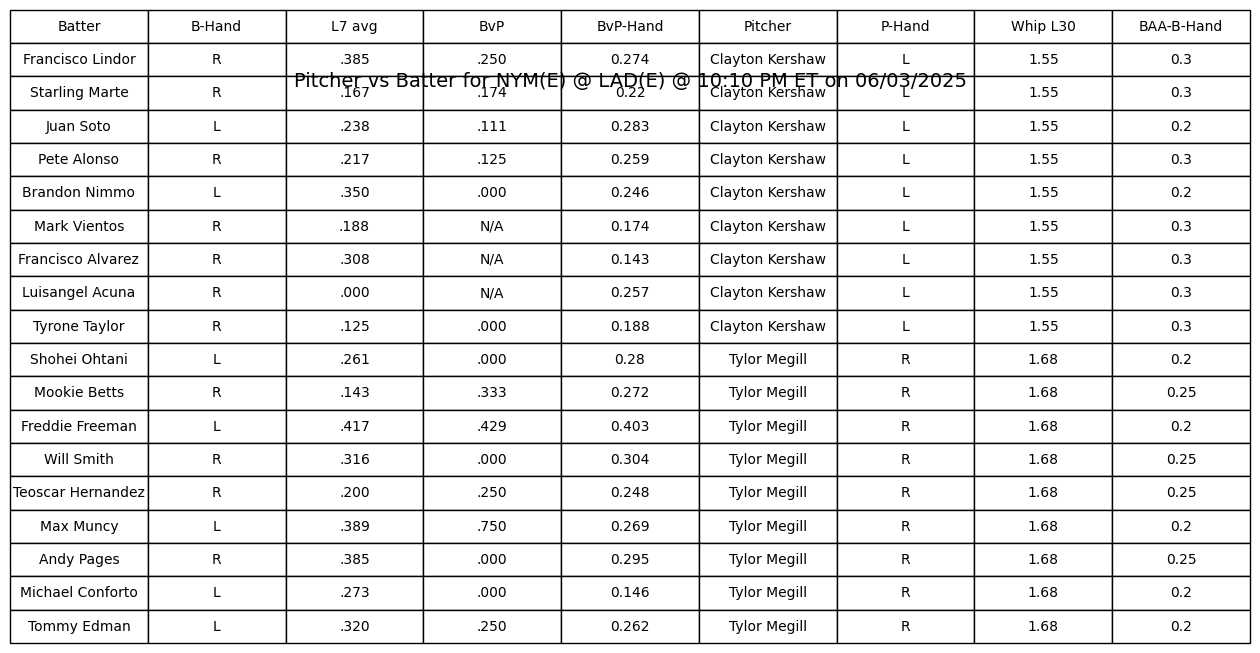 Batter B-Hand L7 avg BvP BvP-Hand Pitcher P-Hand Whip L30 BAA-B-Hand
Francisco Lindor R .385 .250 0.274 Clayton Kershaw L 1.55 0.3
Pitcher vs Batter for NYM(E) @ LAD(E) @ 10:10 PM ET on 06/03/2025
Starling Marte R .167 .174 0.22 Clayton Kershaw L 1.55 0.3
Juan Soto L .238 .111 0.283 Clayton Kershaw L 1.55 0.2
Pete Alonso R .217 .125 0.259 Clayton Kershaw L 1.55 0.3
Brandon Nimmo L .350 .000 0.246 Clayton Kershaw L 1.55 0.2
Mark Vientos R .188 N/A 0.174 Clayton Kershaw L 1.55 0.3
Francisco Alvarez R .308 N/A 0.143 Clayton Kershaw L 1.55 0.3
Luisangel Acuna R .000 N/A 0.257 Clayton Kershaw L 1.55 0.3
Tyrone Taylor R .125 .000 0.188 Clayton Kershaw L 1.55 0.3
Shohei Ohtani L .261 .000 0.28 Tylor Megill R 1.68 0.2
Mookie Betts R .143 .333 0.272 Tylor Megill R 1.68 0.25
Freddie Freeman L .417 .429 0.403 Tylor Megill R 1.68 0.2
Will Smith R .316 .000 0.304 Tylor Megill R 1.68 0.25
Teoscar Hernandez R .200 .250 0.248 Tylor Megill R 1.68 0.25
Max Muncy L .389 .750 0.269 Tylor Megill R 1.68 0.2
Andy Pages R .385 .000 0.295 Tylor Megill R 1.68 0.25
Michael Conforto L .273 .000 0.146 Tylor Megill R 1.68 0.2
Tommy Edman L .320 .250 0.262 Tylor Megill R 1.68 0.2